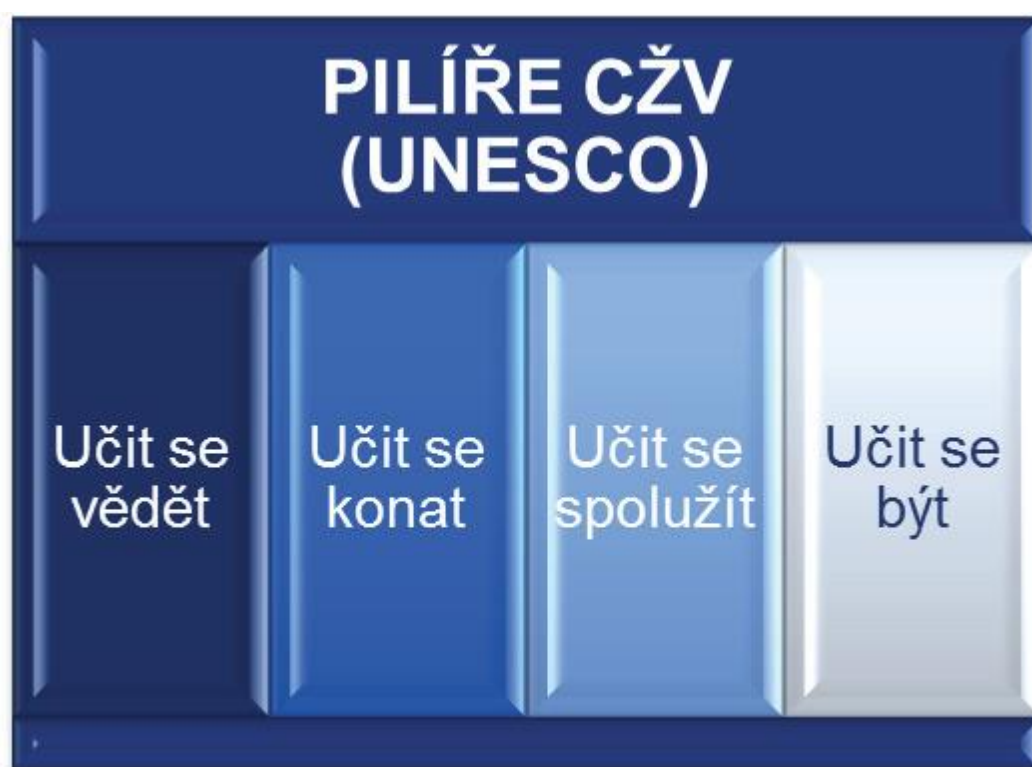 PILÍŘE CŽV
(UNESCO)
Učit se
vědět
Učit se
konat
Učit se
spolužít
Učit se
být